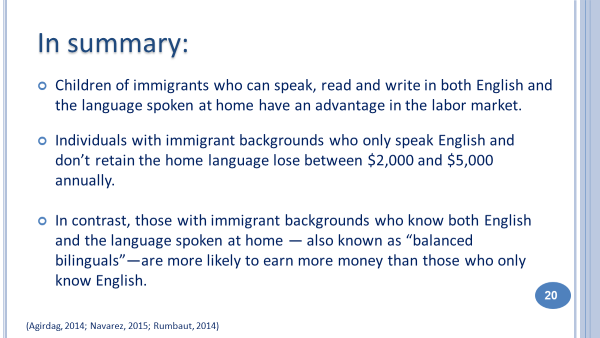 In summary:
Children of immigrants who can speak, read and write in both English and
the language spoken at home have an advantage in the labor market.
Individuals with immigrant backgrounds who only speak English and
don’t retain the home language lose between $2,000 and $5,000
annually.
In contrast, those with immigrant backgrounds who know both English
and the language spoken at home — also known as “balanced
bilinguals”—are more likely to earn more money than those who only
know English.
20
(Agirdag, 2014; Navarez, 2015; Rumbaut, 2014)